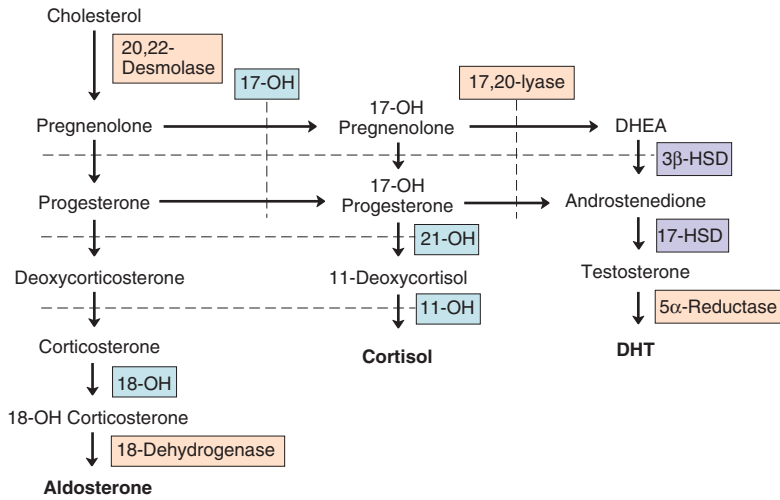 Cholesterol
20,22-
Desmolase
17-OH
17,20-lyase
Pregnenolone
17-OH
Pregnenolone
DHEA
3β-HSD
Progesterone
17-OH
Progesterone
Androstenedione
21-OH
17-HSD
Deoxycorticosterone
11-Deoxycortisol
Testosterone
11-OH
5α-Reductase
Corticosterone
Cortisol
DHT
18-OH
18-OH Corticosterone
18-Dehydrogenase
Aldosterone